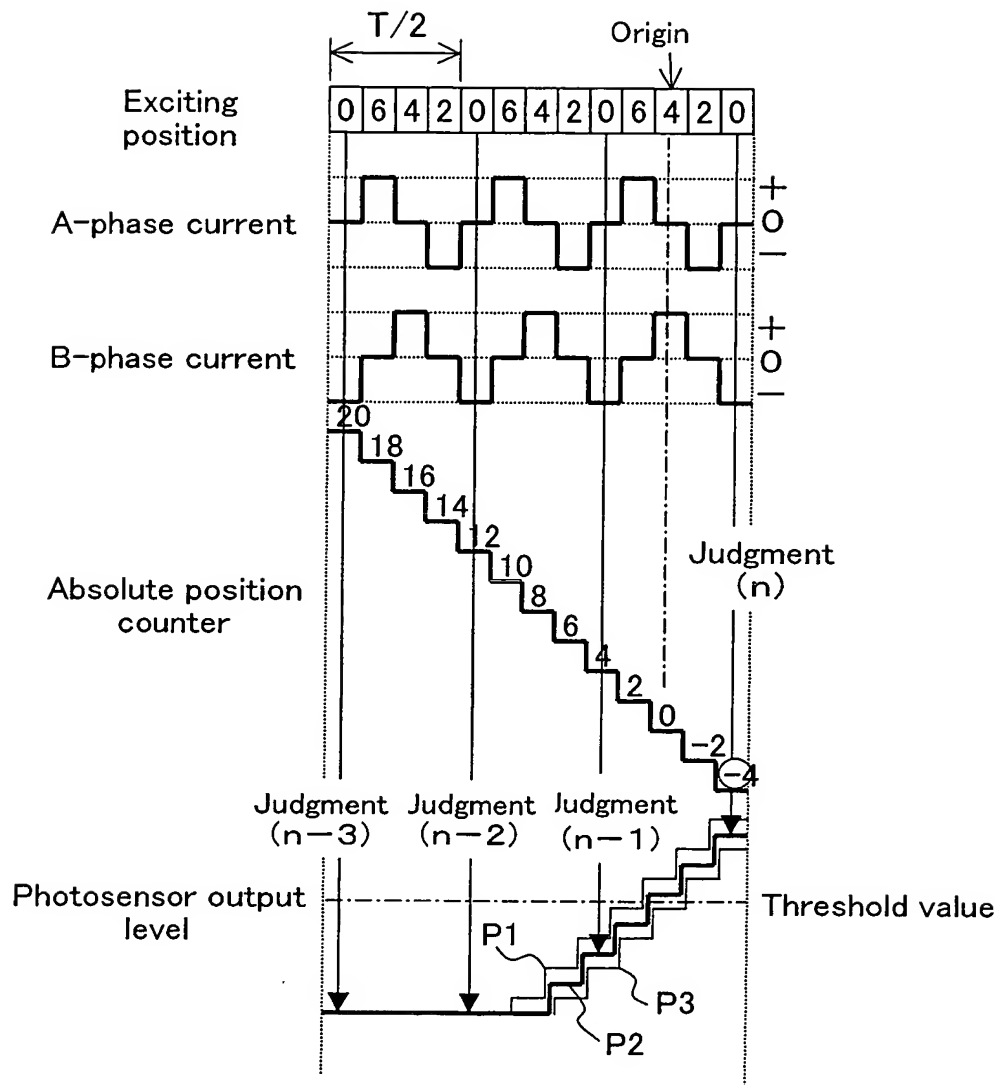 T/2
Origin
Exciting
position
0 6 4 2 0 6 4 2 0 6 4 2 0
A-phase current
+
0
−
B-phase current
+
0
−
20
18
16
14
12
10
8
6
4
2
0
-2
-4
Absolute position
counter
Judgment
(n)
Judgment
(n-3)
Judgment
(n-2)
Judgment
(n-1)
Photosensor output
level
Threshold value
P1
P3
P2